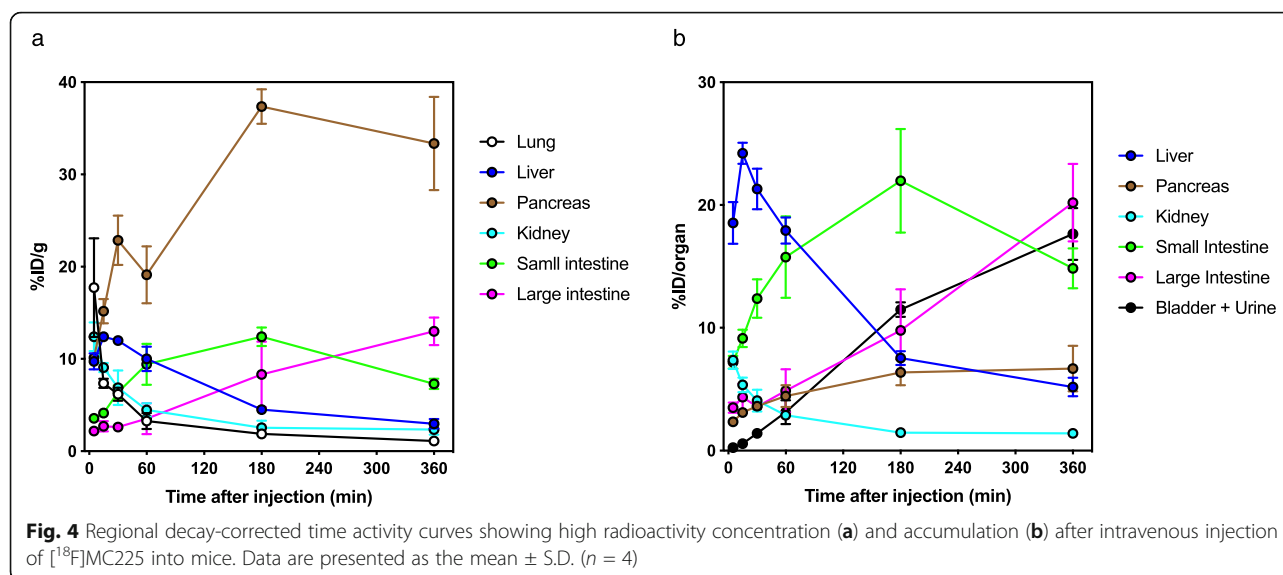 a
40
30
20
10
0
%ID/g
0 60 120 180 240 300 360
Time after injection (min)
Lung
Liver
Pancreas
Kidney
Samll intestine
Large intestine
b
30
20
10
0
%ID/organ
0 60 120 180 240 300 360
Time after injection (min)
Liver
Pancreas
Kidney
Small Intestine
Large Intestine
Bladder + Urine
Fig. 4 Regional decay-corrected time activity curves showing high radioactivity concentration (a) and accumulation (b) after intravenous injection
of [18F]MC225 into mice. Data are presented as the mean ± S.D. (n = 4)